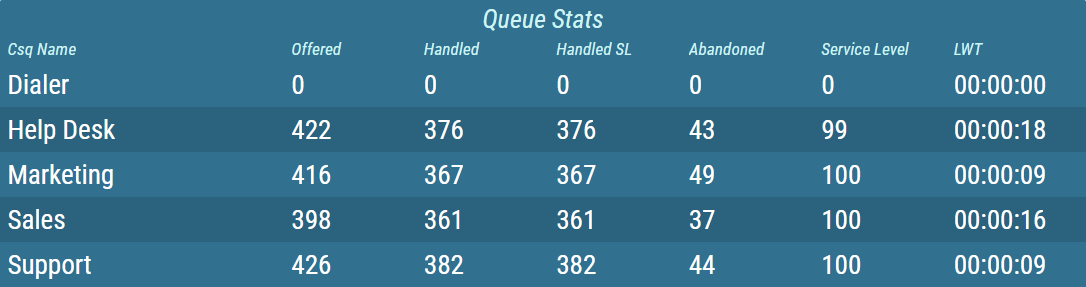 Queue Stats
Csq Name Offered Handled Handled SL Abandoned Service Level LWT
Dialer 0 0 0 0 0 00:00:00
Help Desk 422 376 376 43 99 00:00:18
Marketing 416 367 367 49 100 00:00:09
Sales 398 361 361 37 100 00:00:16
Support 426 382 382 44 100 00:00:09